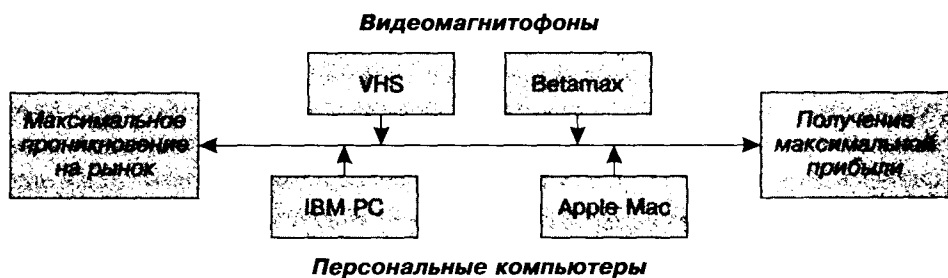 Видеомагнитофоны
VHS
Betamax
Максимальное
проникновение
на рынок
Получение
максимальной
прибыли
IBM PC
Apple Mac
Персональные компьютеры